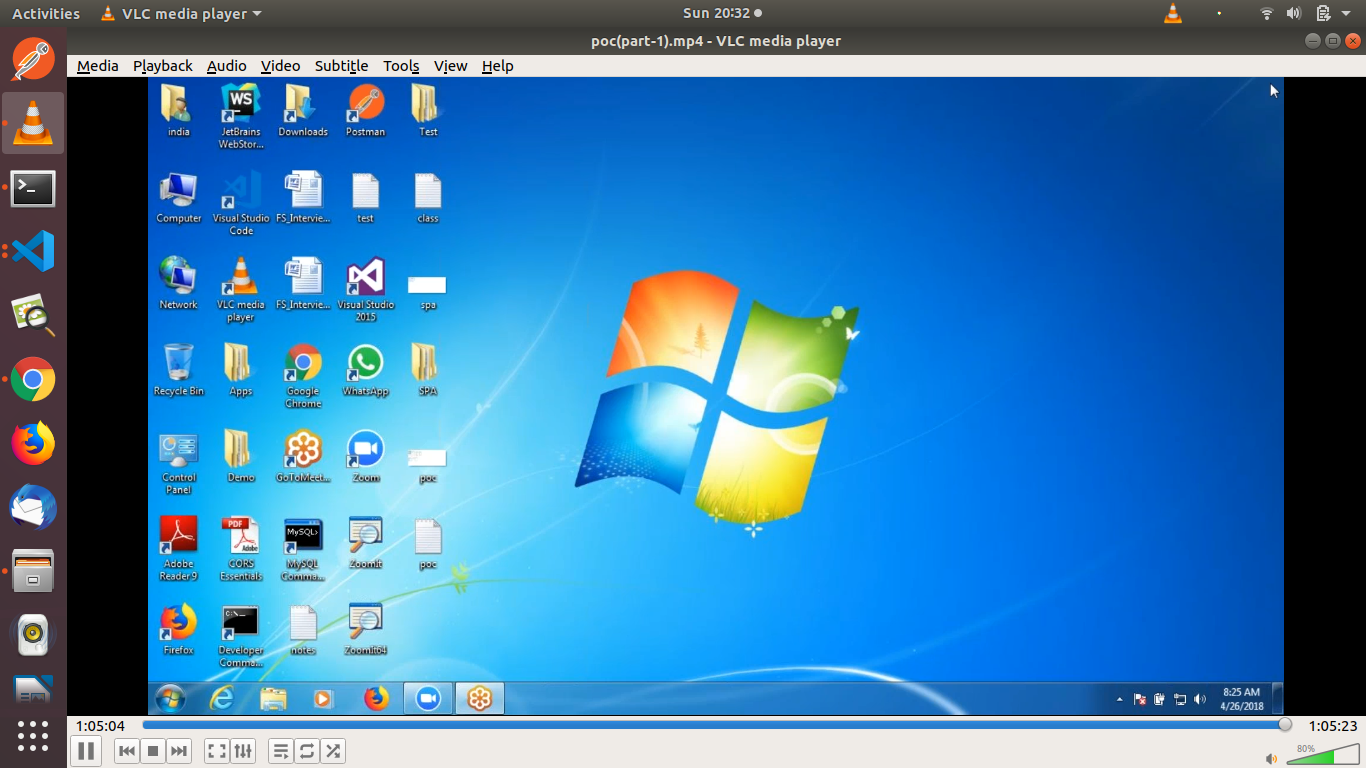 Activities
VLC media player
Sun 20:32
poc(part-1).mp4 - VLC media player
Media Playback Audio Video Subtitle Tools View Help
india
JetBrains
WebStor...
Downloads
Postman
Test
Computer
Visual Studio
Code
FS_Intervie...
test
class
Network
VLC media
player
FS_Intervie...
Visual Studio
2015
spa
Recycle Bin
Apps
Google
Chrome
WhatsApp
SPA
Control
Panel
Demo
GoToMeet...
Zoom
poc
Adobe
Reader 9
CORS
Essentials
MySQL
Comma...
ZoomIt
poc
Firefox
Developer
Comma...
notes
ZoomIt64
WS
PDF
Adobe
MySQL>
C:\
8:25 AM
4/26/2018
1:05:04
1:05:23
80%